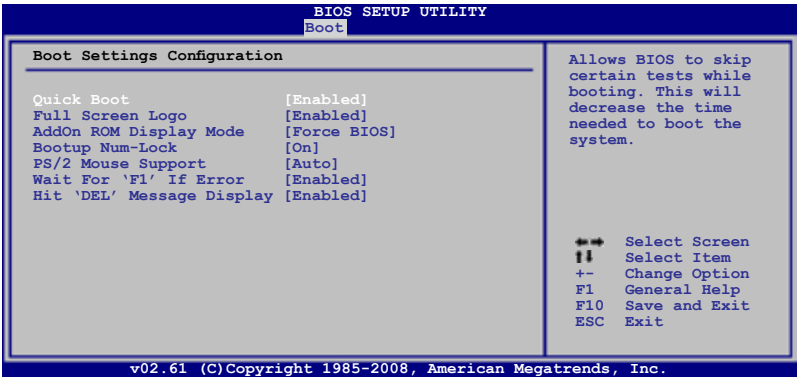 BIOS SETUP UTILITY
Boot
Boot Settings Configuration
Quick Boot [Enabled]
Full Screen Logo [Enabled]
AddOn ROM Display Mode [Force BIOS]
Bootup Num-Lock [On]
PS/2 Mouse Support [Auto]
Wait For ‘F1’ If Error [Enabled]
Hit ‘DEL’ Message Display [Enabled]
Allows BIOS to skip
certain tests while
booting. This will
decrease the time
needed to boot the
system.
←→ Select Screen
↑↓ Select Item
+- Change Option
F1 General Help
F10 Save and Exit
ESC Exit
v02.61 (C)Copyright 1985-2008, American Megatrends, Inc.